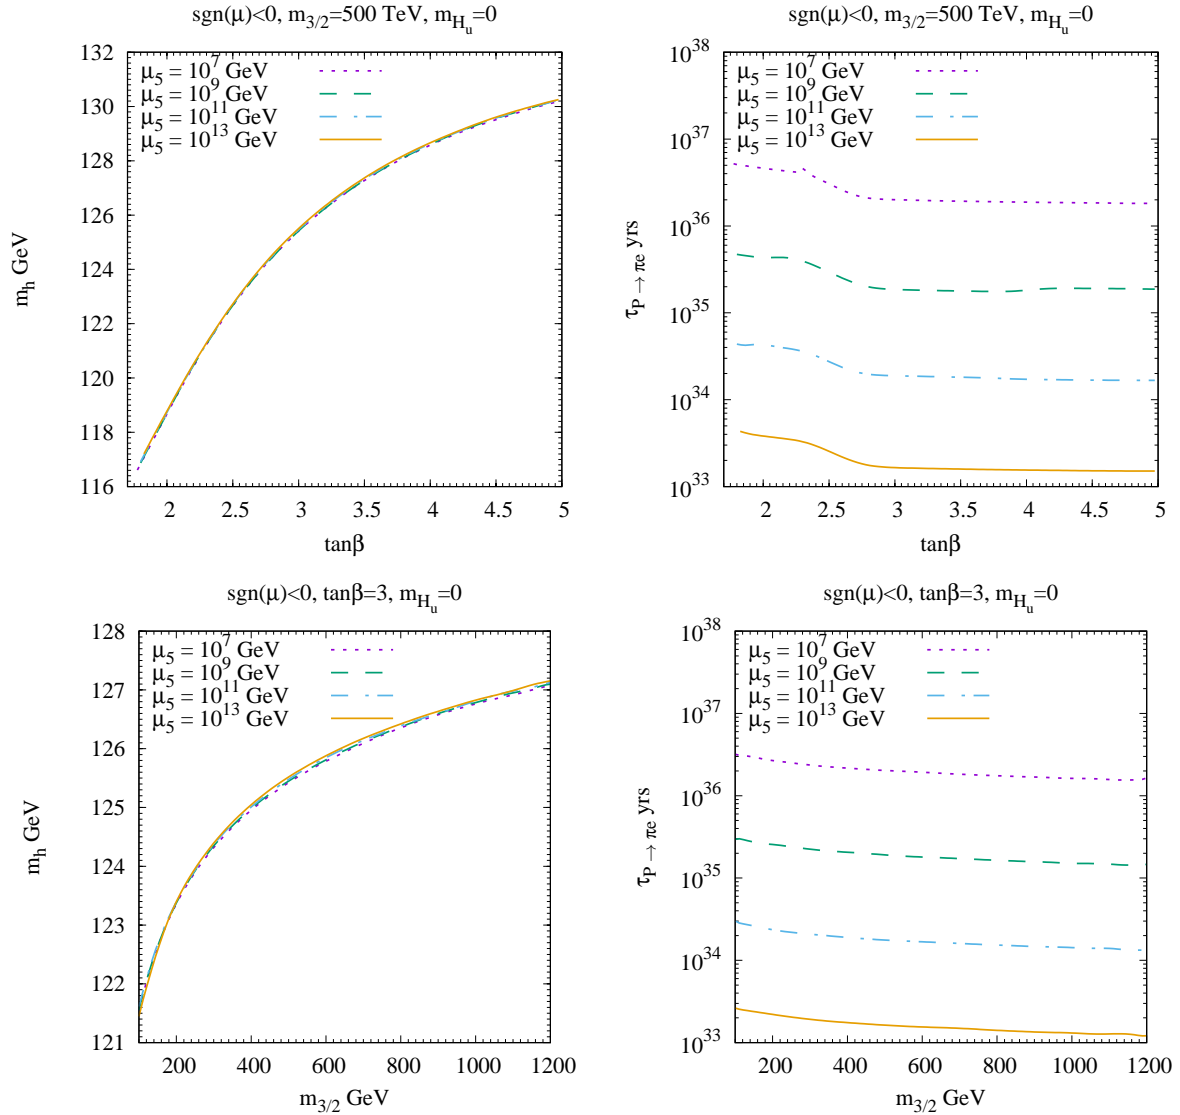 sgn(μ)<0, m3/2=500 TeV, mHu=0
132
130
128
126
124
122
120
118
116
mh GeV
μ5 = 10^7 GeV
μ5 = 10^9 GeV
μ5 = 10^11 GeV
μ5 = 10^13 GeV
2
2.5
3
3.5
4
4.5
5
tanβ
sgn(μ)<0, m3/2=500 TeV, mHu=0
10^38
10^37
10^36
10^35
10^34
10^33
τP → πe yrs
μ5 = 10^7 GeV
μ5 = 10^9 GeV
μ5 = 10^11 GeV
μ5 = 10^13 GeV
2
2.5
3
3.5
4
4.5
5
tanβ
sgn(μ)<0, tanβ=3, mHu=0
128
127
126
125
124
123
122
121
mh GeV
μ5 = 10^7 GeV
μ5 = 10^9 GeV
μ5 = 10^11 GeV
μ5 = 10^13 GeV
200
400
600
800
1000
1200
m3/2 GeV
sgn(μ)<0, tanβ=3, mHu=0
10^38
10^37
10^36
10^35
10^34
10^33
τP → πe yrs
μ5 = 10^7 GeV
μ5 = 10^9 GeV
μ5 = 10^11 GeV
μ5 = 10^13 GeV
200
400
600
800
1000
1200
m3/2 GeV